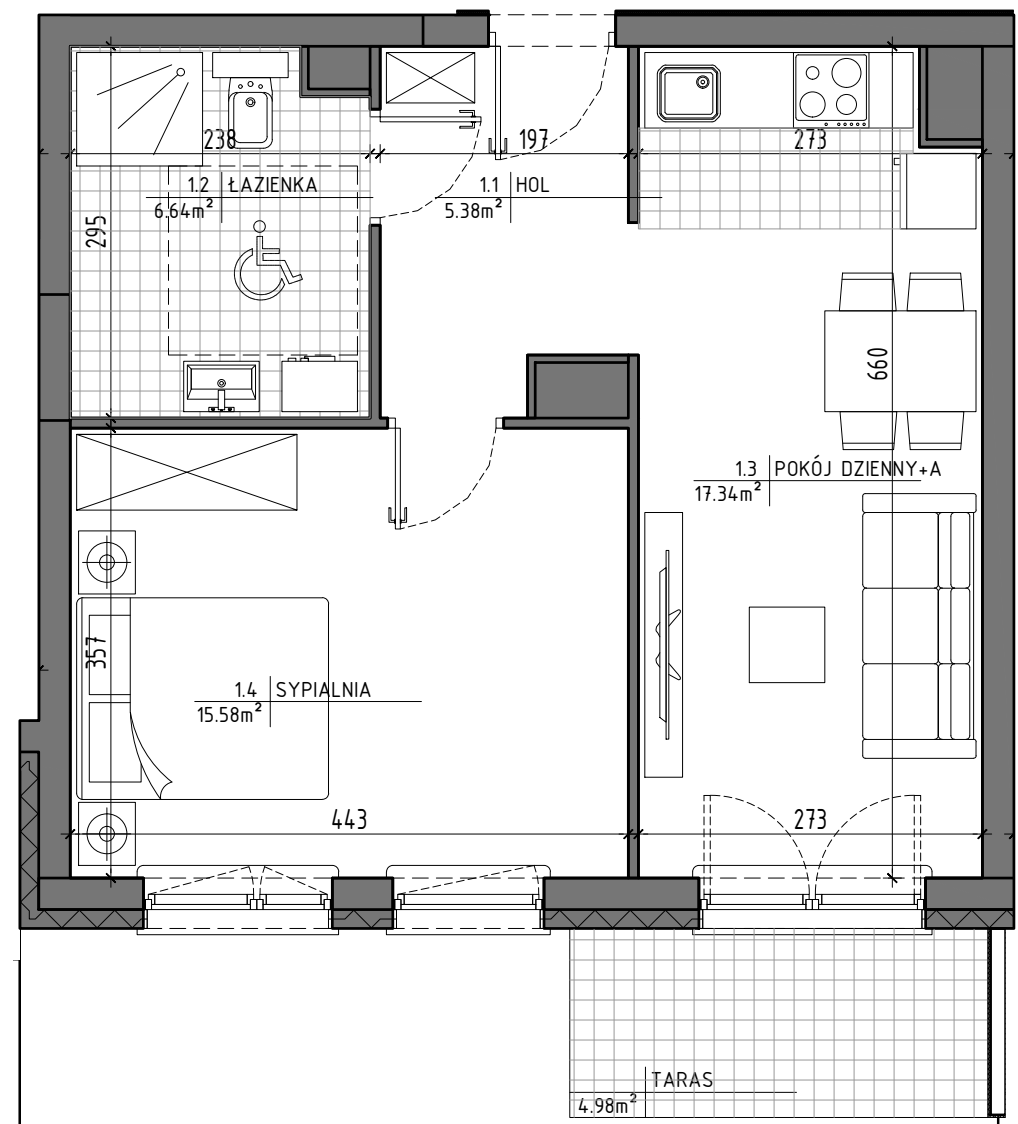 238
197
273
1.2 ŁAZIENKA
6.64m²
1.1 HOL
5.38m²
295
660
1.3 POKÓJ DZIENNY+A
17.34m²
357
1.4 SYPIALNIA
15.58m²
443
273
TARAS
4.98m²